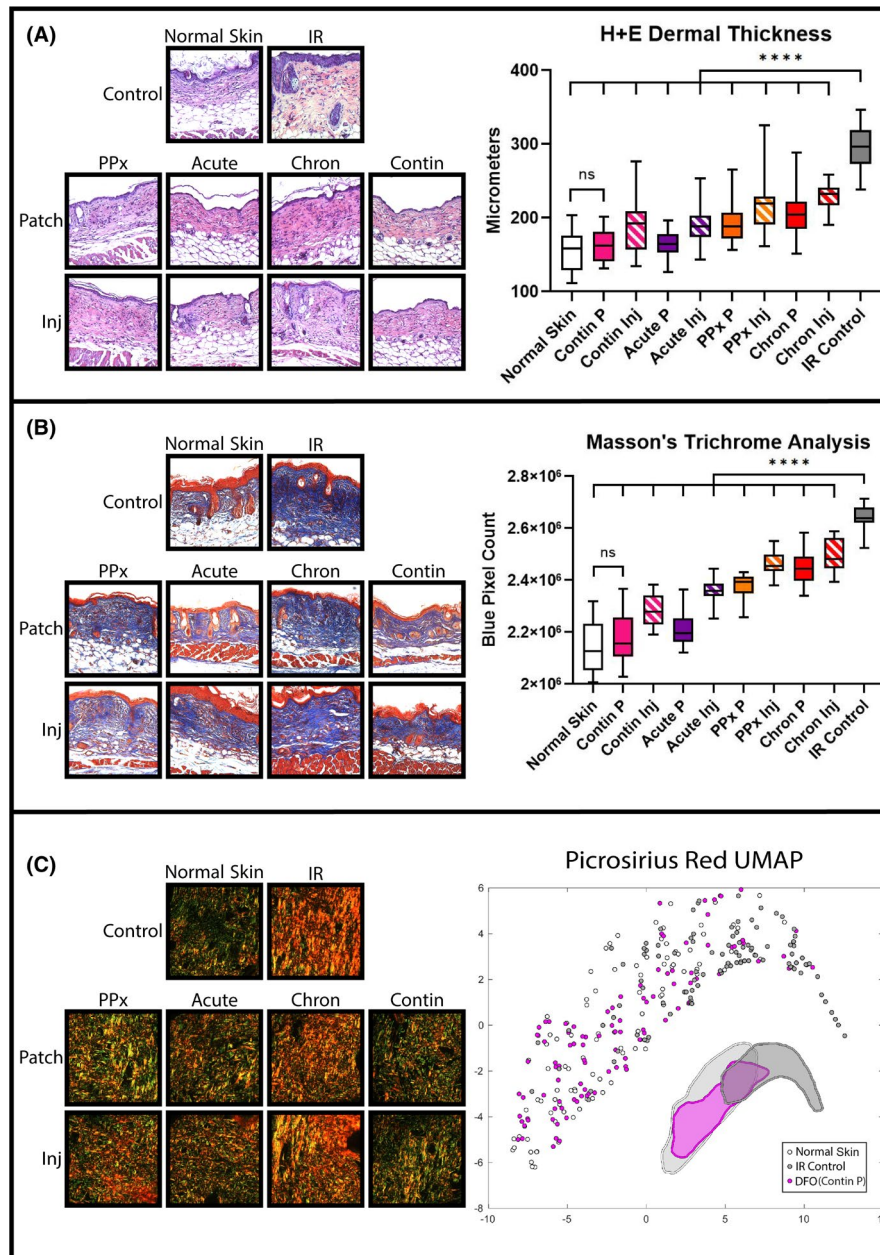 (A)
Normal Skin IR
Control
PPx Acute Chron Contin
Patch
Inj
H+E Dermal Thickness
****
ns
Micrometers
400
300
200
100
Normal Skin
Contin P
Contin Inj
Acute P
Acute Inj
PPx P
PPx Inj
Chron P
Chron Inj
IR Control
(B)
Normal Skin IR
Control
PPx Acute Chron Contin
Patch
Inj
Masson's Trichrome Analysis
****
ns
Blue Pixel Count
2.8×10⁶
2.6×10⁶
2.4×10⁶
2.2×10⁶
2×10⁶
Normal Skin
Contin P
Contin Inj
Acute P
Acute Inj
PPx P
PPx Inj
Chron P
Chron Inj
IR Control
(C)
Normal Skin IR
Control
PPx Acute Chron Contin
Patch
Inj
Picrosirius Red UMAP
6
4
2
0
-2
-4
-6
-8
-10 -5 0 5 10
Normal Skin
IR Control
DFO (Contin P)